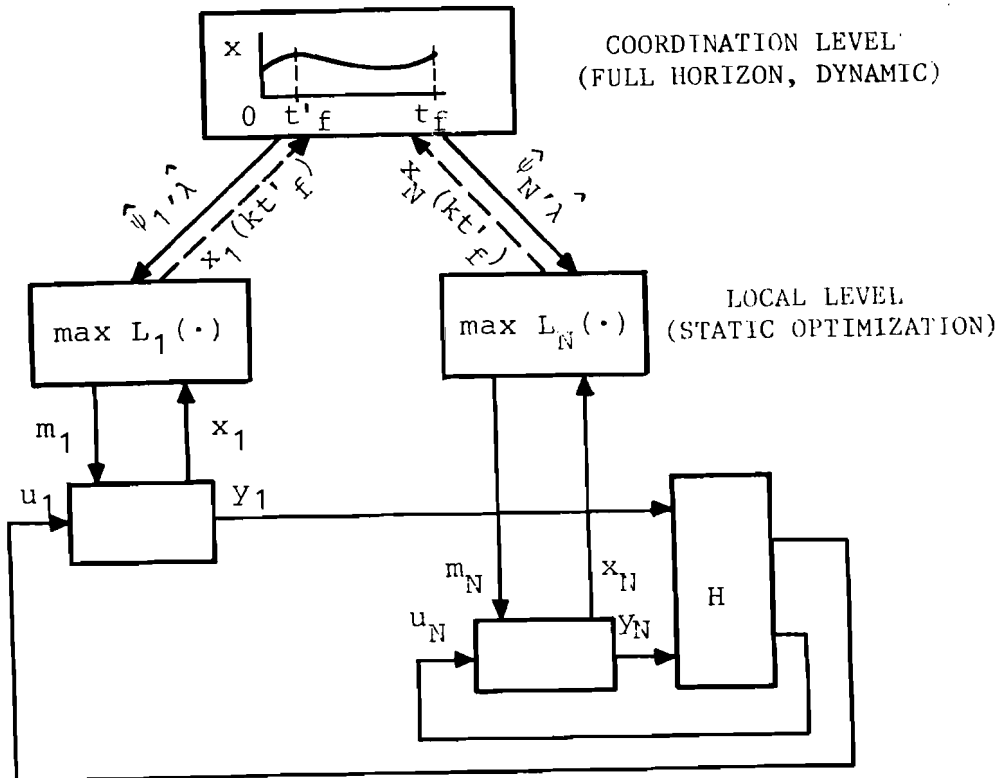 COORDINATION LEVEL
(FULL HORIZON, DYNAMIC)
x
0 t'f tf
ψ̂1, λ̂
x1(kt'f)
xN(kt'f)
ψ̂N, λ̂
max L1(·)
max LN(·)
LOCAL LEVEL
(STATIC OPTIMIZATION)
m1
x1
u1
y1
mN
xN
H
uN
yN